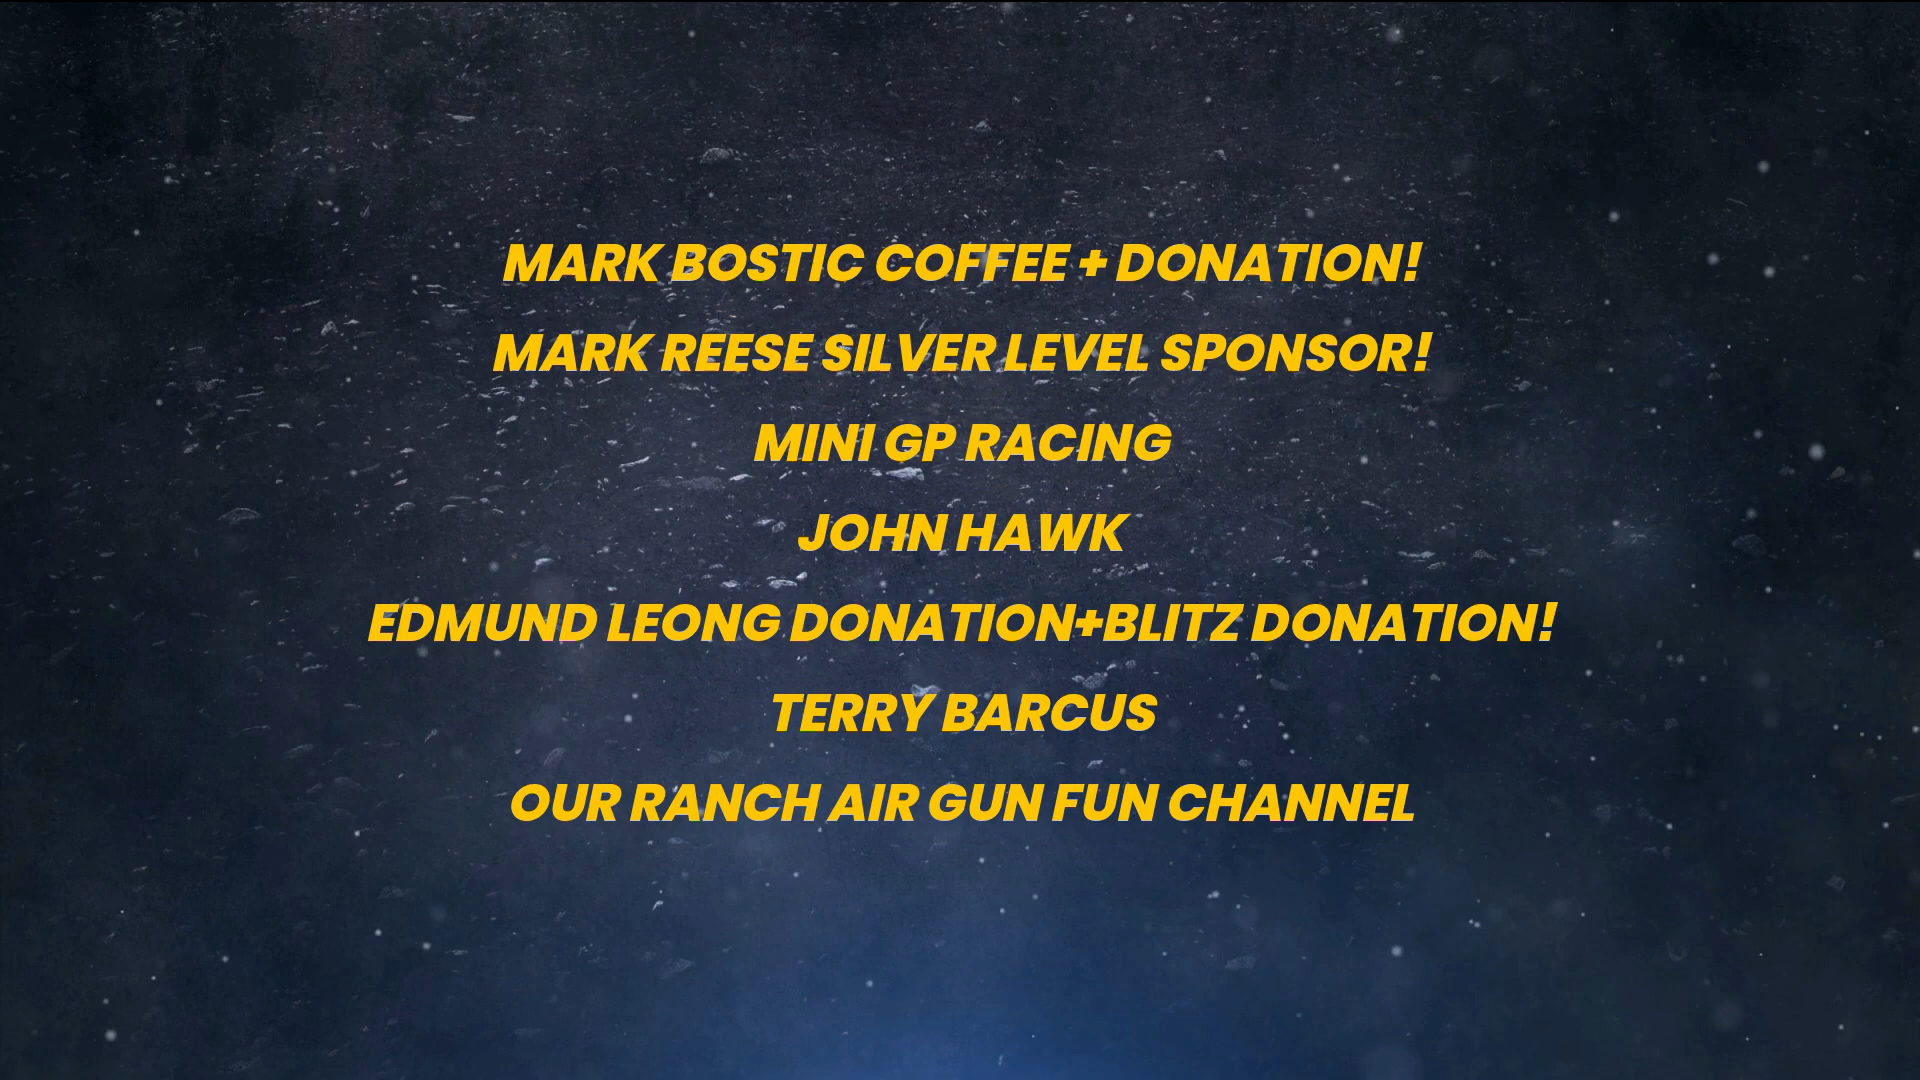 MARK BOSTIC COFFEE + DONATION!
MARK REESE SILVER LEVEL SPONSOR!
MINI GP RACING
JOHN HAWK
EDMUND LEONG DONATION+BLITZ DONATION!
TERRY BARCUS
OUR RANCH AIR GUN FUN CHANNEL